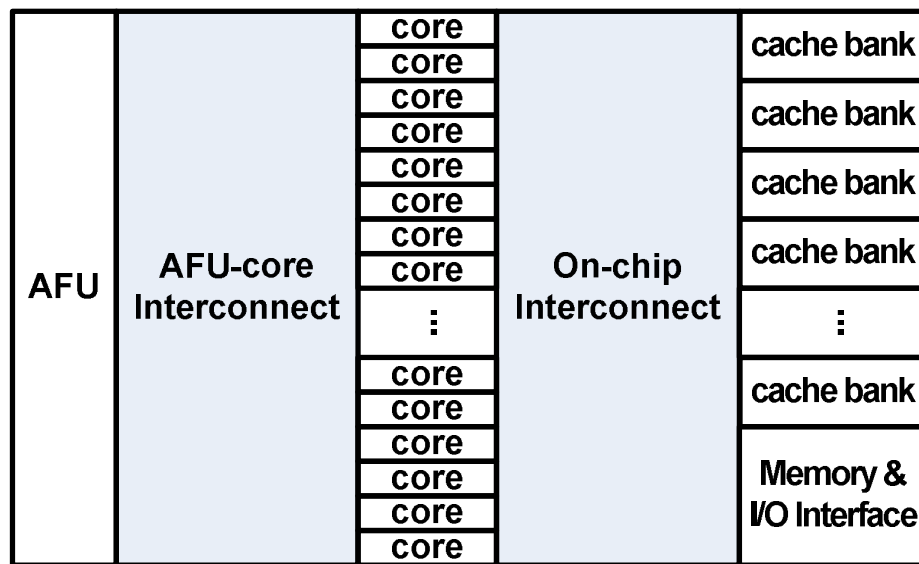 AFU
AFU-core
Interconnect
core
core
core
core
core
core
core
core
⋮
core
core
core
core
core
core
On-chip
Interconnect
cache bank
cache bank
cache bank
cache bank
⋮
cache bank
Memory &
I/O Interface